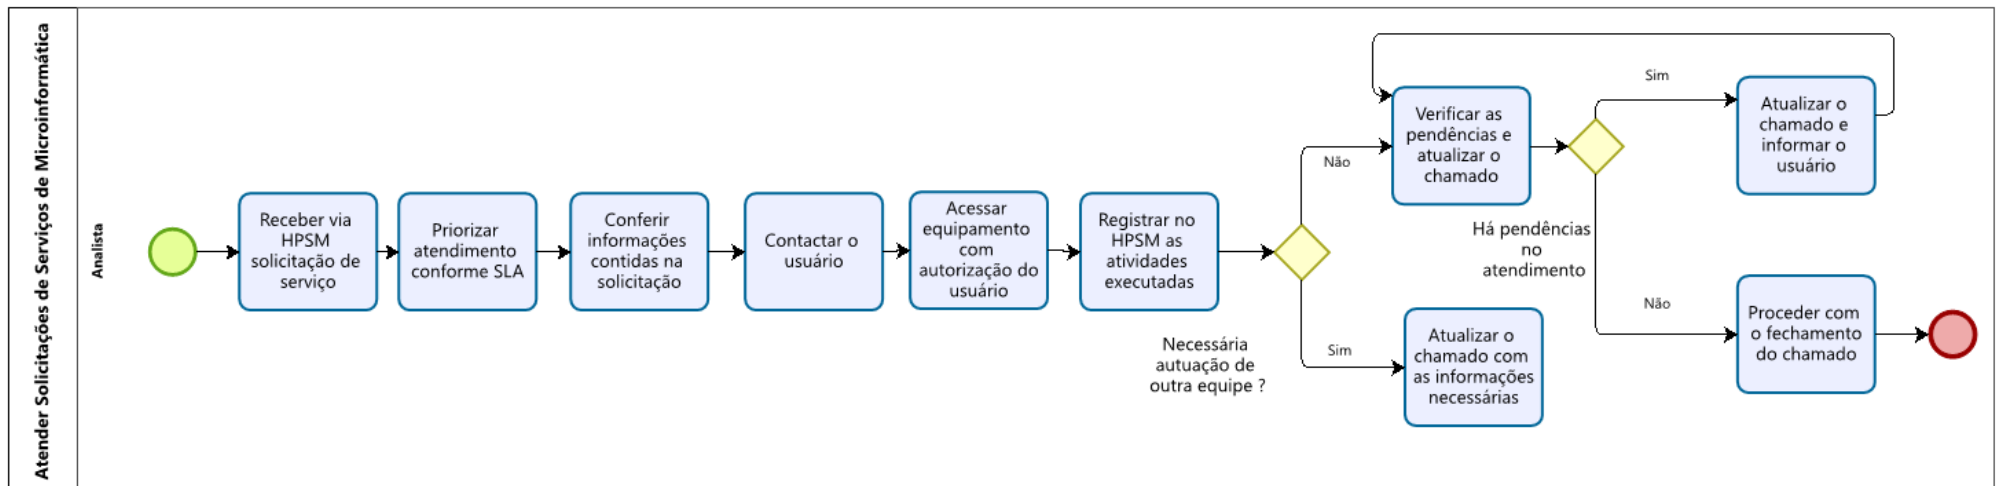 Atender Solicitações de Serviços de Microinformática
Analista
Receber via
HPSM
solicitação de
serviço
Priorizar
atendimento
conforme SLA
Conferir
informações
contidas na
solicitação
Contactar o
usuário
Acessar
equipamento
com
autorização do
usuário
Registrar no
HPSM as
atividades
executadas
Necessária
autuação de
outra equipe ?
Não
Verificar as
pendências e
atualizar o
chamado
Sim
Atualizar o
chamado com
as informações
necessárias
Há pendências
no
atendimento
Sim
Atualizar o
chamado e
informar o
usuário
Não
Proceder com
o fechamento
do chamado